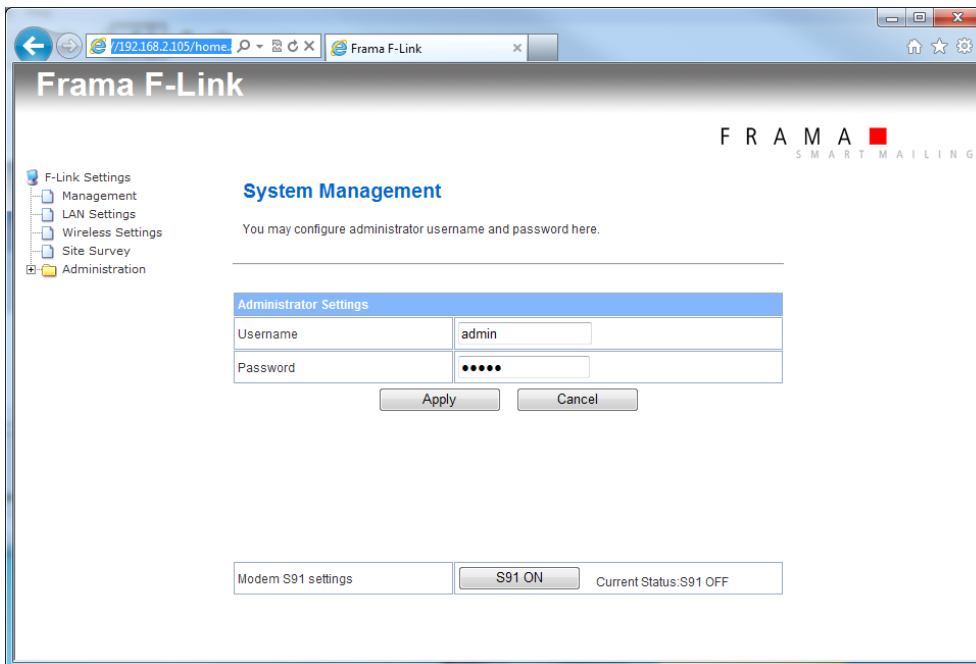 //192.168.2.105/home.
Frama F-Link
Frama F-Link
FRAMA
SMART MAILING
F-Link Settings
Management
LAN Settings
Wireless Settings
Site Survey
Administration
System Management
You may configure administrator username and password here.
Administrator Settings
Username admin
Password •••••
Apply Cancel
Modem S91 settings S91 ON Current Status:S91 OFF